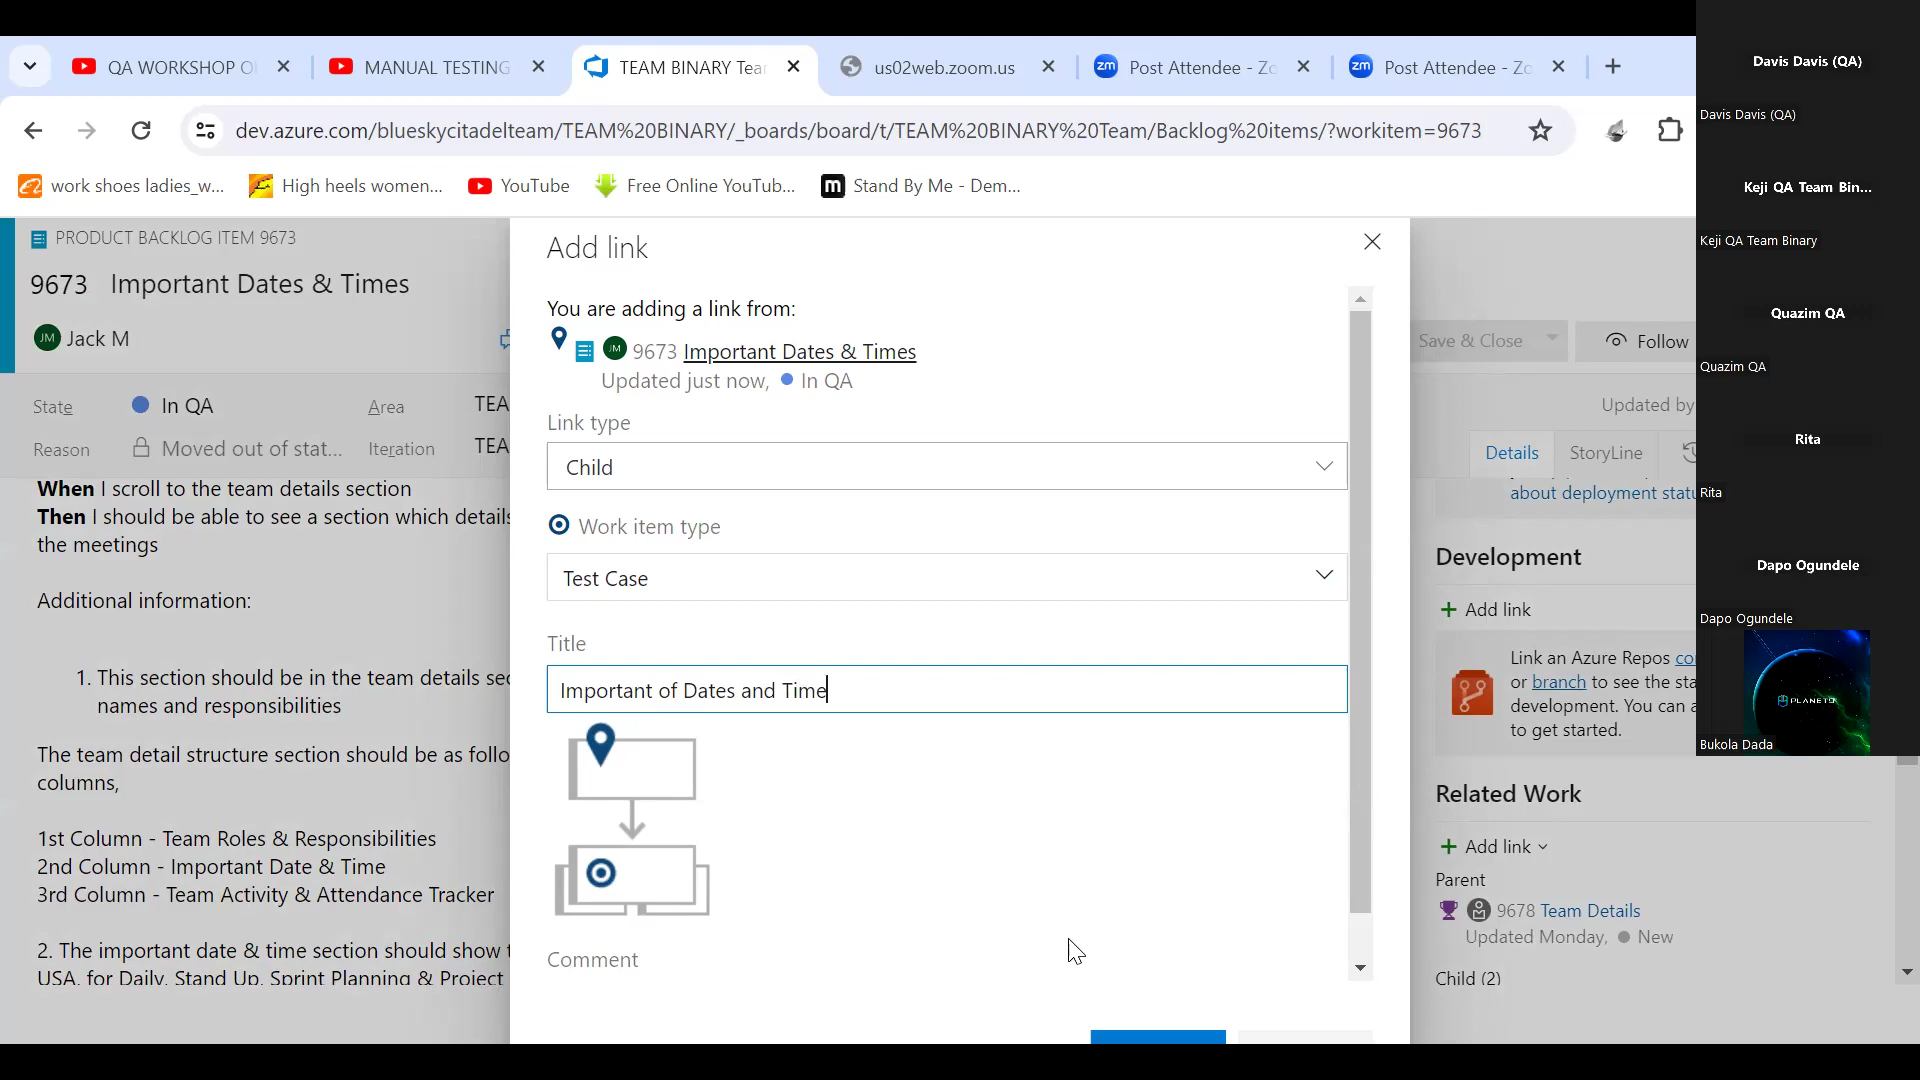 QA WORKSHOP O
MANUAL TESTING
TEAM BINARY Tea
us02web.zoom.us
zm
Post Attendee - Zo
zm
Post Attendee - Zo
dev.azure.com/blueskycitadelteam/TEAM%20BINARY/_boards/board/t/TEAM%20BINARY%20Team/Backlog%20items/?workitem=9673
work shoes ladies_w...
High heels women...
YouTube
Free Online YouTub...
Stand By Me - Dem...
PRODUCT BACKLOG ITEM 9673
9673 Important Dates & Times
JM Jack M
State
In QA
Area
TEA
Reason
Moved out of stat...
Iteration
TEA
When I scroll to the team details section
Then I should be able to see a section which details
the meetings
Additional information:
1. This section should be in the team details sec
names and responsibilities
The team detail structure section should be as follo
columns,
1st Column - Team Roles & Responsibilities
2nd Column - Important Date & Time
3rd Column - Team Activity & Attendance Tracker
2. The important date & time section should show t
USA, for Daily, Stand Up, Sprint Planning & Project
Add link
You are adding a link from:
JM 9673 Important Dates & Times
Updated just now, In QA
Link type
Child
Work item type
Test Case
Title
Important of Dates and Time
Comment
Save & Close
Follow
Updated by
Details
StoryLine
about deployment statu
Development
Add link
Link an Azure Repos co
or branch to see the sta
development. You can a
to get started.
Related Work
Add link
Parent
9678 Team Details
Updated Monday, New
Child (2)
Davis Davis (QA)
Davis Davis (QA)
Keji QA Team Bin...
Keji QA Team Binary
Quazim QA
Quazim QA
Rita
Rita
Dapo Ogundele
Dapo Ogundele
PLANETQ
Bukola Dada